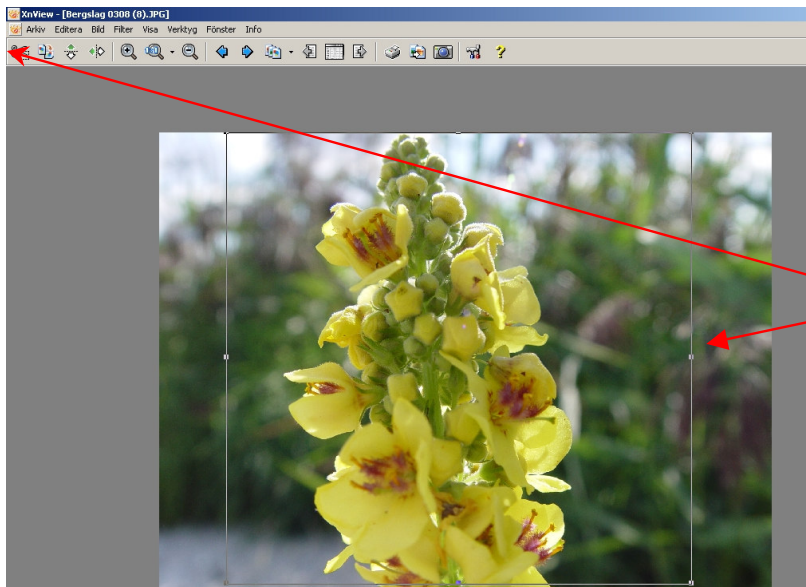 XnView - [Bergslag 0308 (8).JPG]
Arkiv Editera Bild Filter Visa Verktyg Fönster Info